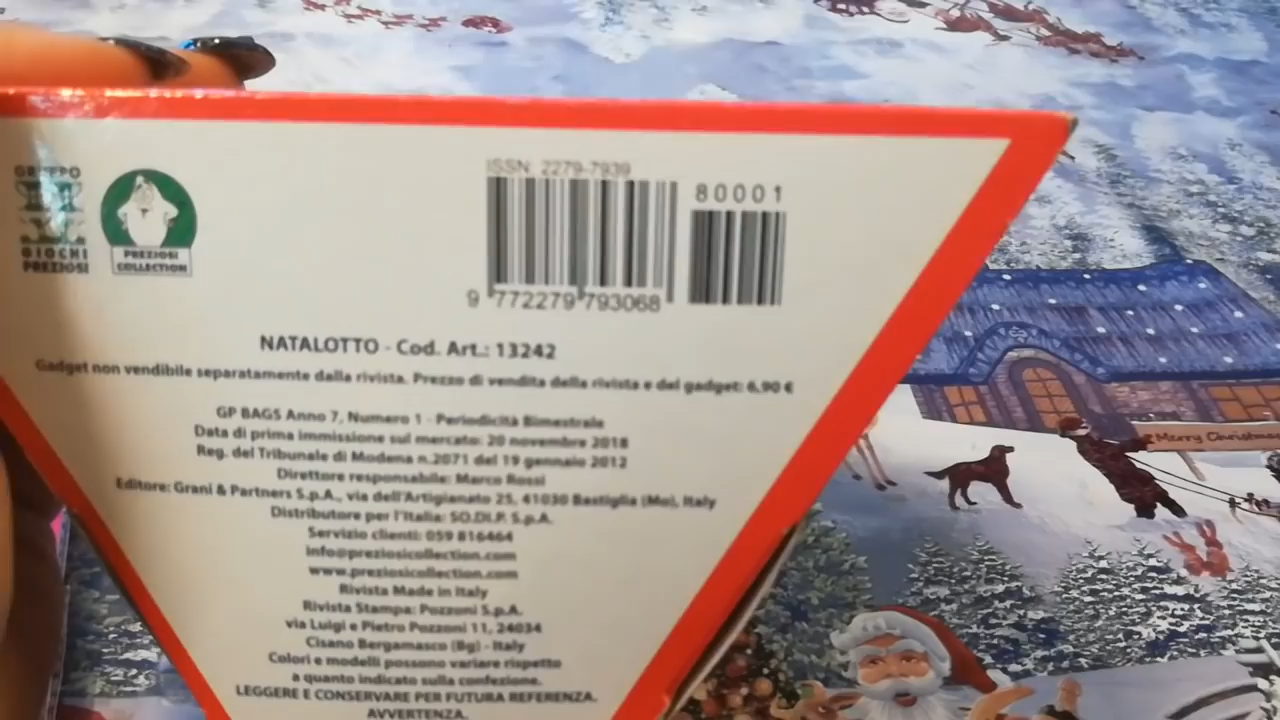 GRUPPO
GIOCHI
PREZIOSI
PREZIOSI
COLLECTION
ISSN 2279-7939
80001
9 772279 793068
NATALOTTO - Cod. Art.: 13242
Gadget non vendibile separatamente dalla rivista. Prezzo di vendita della rivista e del gadget: 6,90 €
GP BAGS Anno 7, Numero 1 - Periodicità Bimestrale
Data di prima immissione sul mercato: 20 novembre 2018
Reg. del Tribunale di Modena n.2071 del 19 gennaio 2012
Direttore responsabile: Marco Rossi
Editore: Grani & Partners S.p.A., via dell'Artigianato 25, 41030 Bastiglia (Mo), Italy
Distributore per l'Italia: SO.DI.P. S.p.A.
Servizio clienti: 059 816464
info@preziosicollection.com
www.preziosicollection.com
Rivista Made in Italy
Rivista Stampa: Pozzoni S.p.A.
via Luigi e Pietro Pozzoni 11, 24034
Cisano Bergamasco (Bg) - Italy
Colori e modelli possono variare rispetto
a quanto indicato sulla confezione.
LEGGERE E CONSERVARE PER FUTURA REFERENZA.
AVVERTENZA.
Merry Christmas